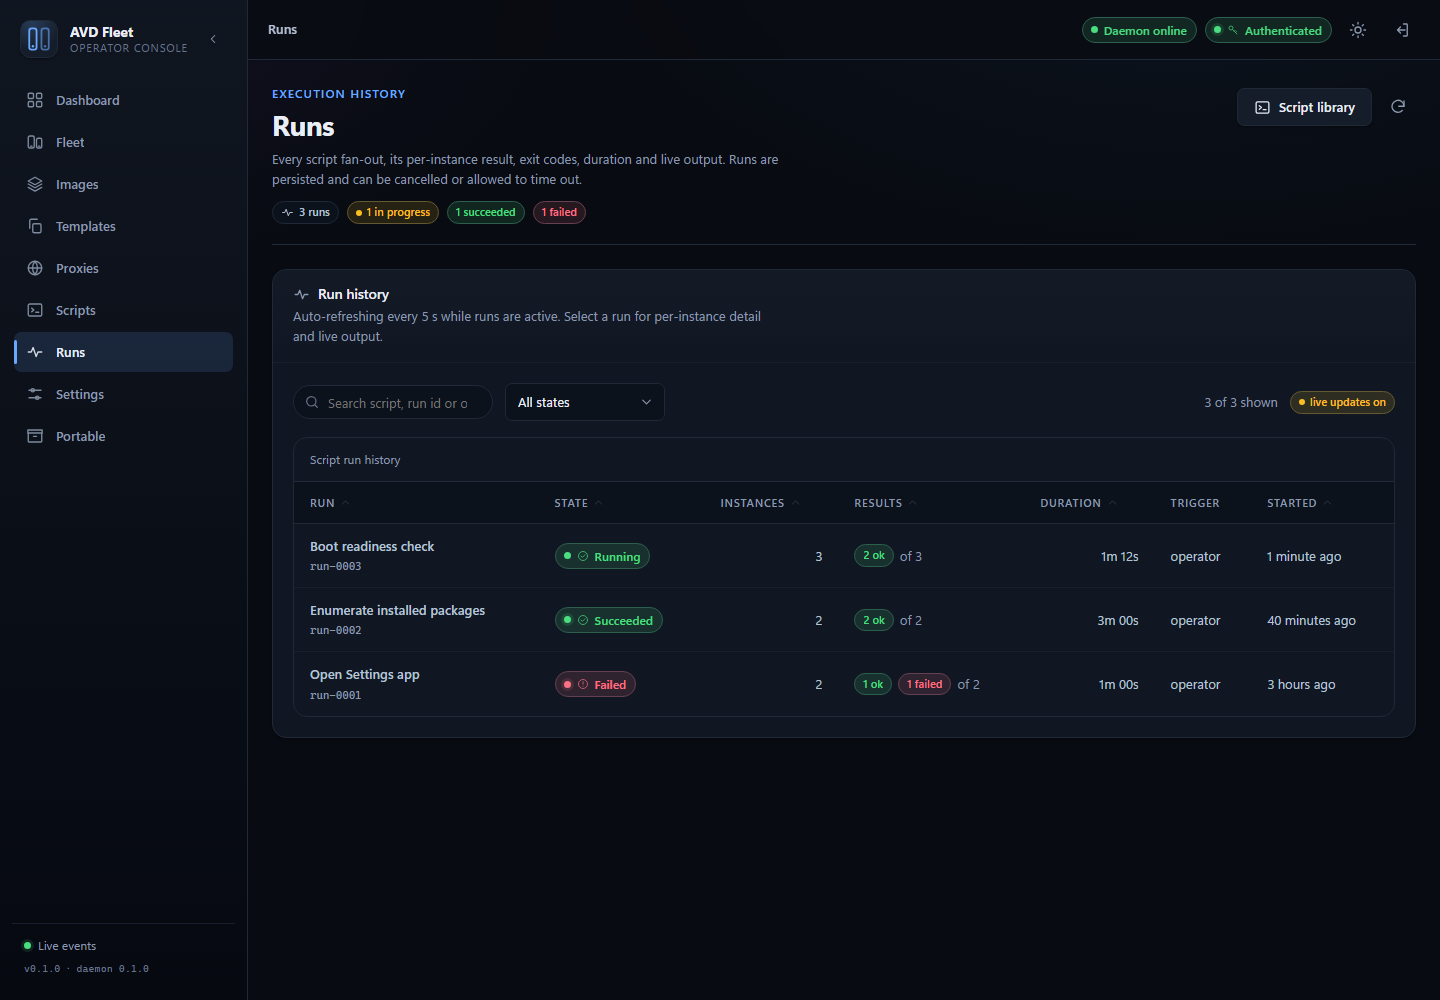 AVD Fleet
OPERATOR CONSOLE
Dashboard
Fleet
Images
Templates
Proxies
Scripts
Runs
Settings
Portable
Live events
v0.1.0 · daemon 0.1.0
Runs
Daemon online
Authenticated
EXECUTION HISTORY
Runs
Every script fan-out, its per-instance result, exit codes, duration and live output. Runs are
persisted and can be cancelled or allowed to time out.
3 runs
1 in progress
1 succeeded
1 failed
Script library
Run history
Auto-refreshing every 5 s while runs are active. Select a run for per-instance detail
and live output.
Search script, run id or o
All states
3 of 3 shown
live updates on
Script run history
RUN STATE INSTANCES RESULTS DURATION TRIGGER STARTED
Boot readiness check
run-0003
Running 3 2 ok of 3 1m 12s operator 1 minute ago
Enumerate installed packages
run-0002
Succeeded 2 2 ok of 2 3m 00s operator 40 minutes ago
Open Settings app
run-0001
Failed 2 1 ok 1 failed of 2 1m 00s operator 3 hours ago